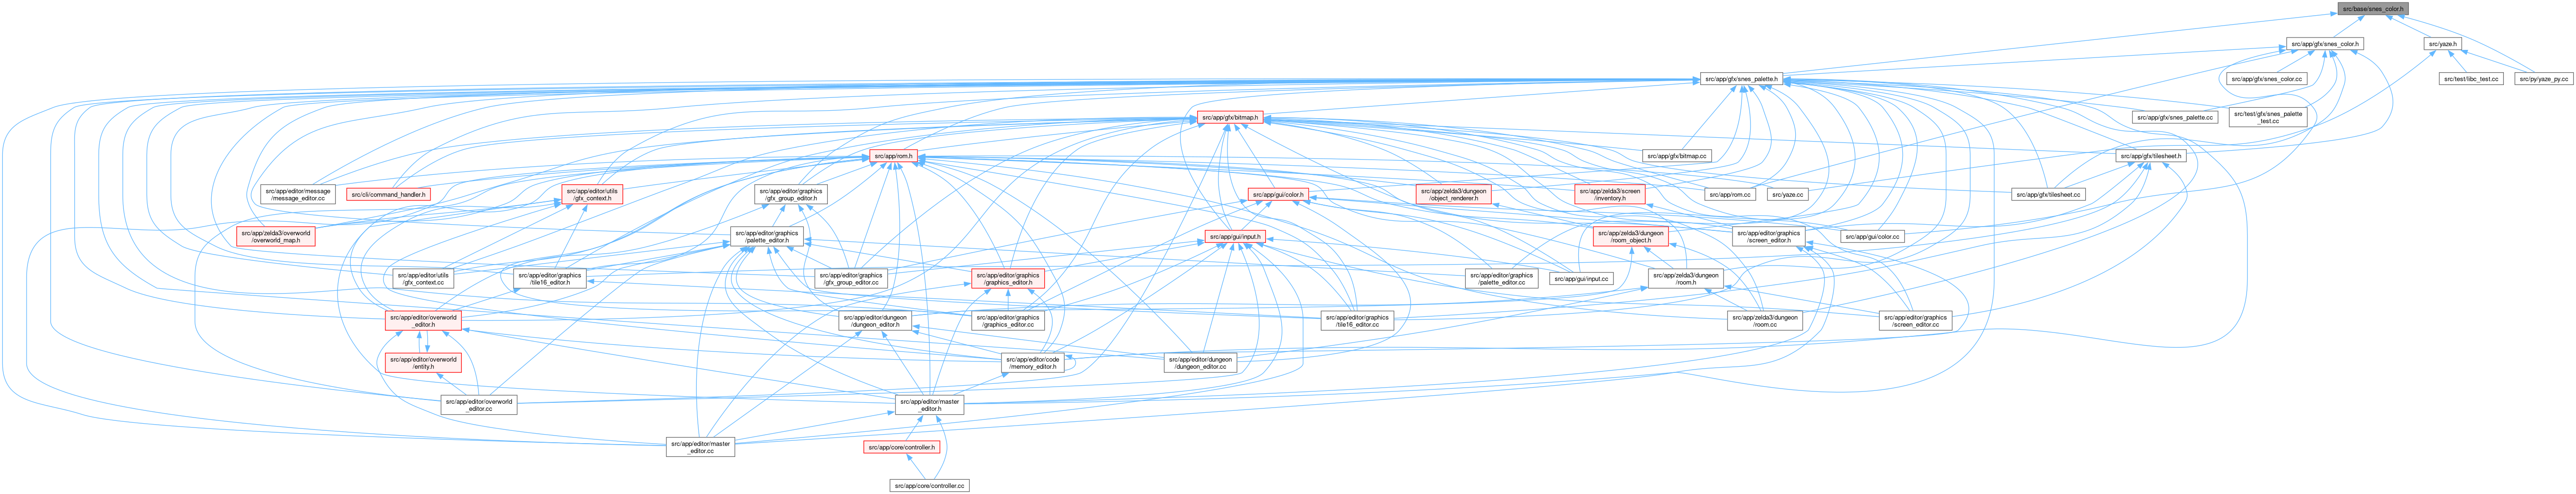 src/base/snes_color.h
src/app/gfx/snes_color.h
src/yaze.h
src/app/gfx/snes_palette.h
src/app/gfx/snes_color.cc
src/test/libc_test.cc
src/py/yaze_py.cc
src/app/gfx/bitmap.h
src/app/gfx/snes_palette.cc
src/test/gfx/snes_palette
_test.cc
src/app/rom.h
src/app/gfx/bitmap.cc
src/app/gfx/tilesheet.h
src/app/editor/message
/message_editor.cc
src/cli/command_handler.h
src/app/editor/utils
/gfx_context.h
src/app/editor/graphics
/gfx_group_editor.h
src/app/gui/color.h
src/app/zelda3/dungeon
/object_renderer.h
src/app/zelda3/screen
/inventory.h
src/app/rom.cc
src/yaze.cc
src/app/gfx/tilesheet.cc
src/app/zelda3/overworld
/overworld_map.h
src/app/editor/graphics
/palette_editor.h
src/app/gui/input.h
src/app/zelda3/dungeon
/room_object.h
src/app/editor/graphics
/screen_editor.h
src/app/gui/color.cc
src/app/editor/utils
/gfx_context.cc
src/app/editor/graphics
/tile16_editor.h
src/app/editor/graphics
/gfx_group_editor.cc
src/app/editor/graphics
/graphics_editor.h
src/app/editor/graphics
/palette_editor.cc
src/app/gui/input.cc
src/app/zelda3/dungeon
/room.h
src/app/editor/overworld
_editor.h
src/app/editor/dungeon
/dungeon_editor.h
src/app/editor/graphics
/graphics_editor.cc
src/app/editor/graphics
/tile16_editor.cc
src/app/zelda3/dungeon
/room.cc
src/app/editor/graphics
/screen_editor.cc
src/app/editor/overworld
/entity.h
src/app/editor/code
/memory_editor.h
src/app/editor/dungeon
/dungeon_editor.cc
src/app/editor/overworld
_editor.cc
src/app/editor/master
_editor.h
src/app/editor/master
_editor.cc
src/app/core/controller.h
src/app/core/controller.cc